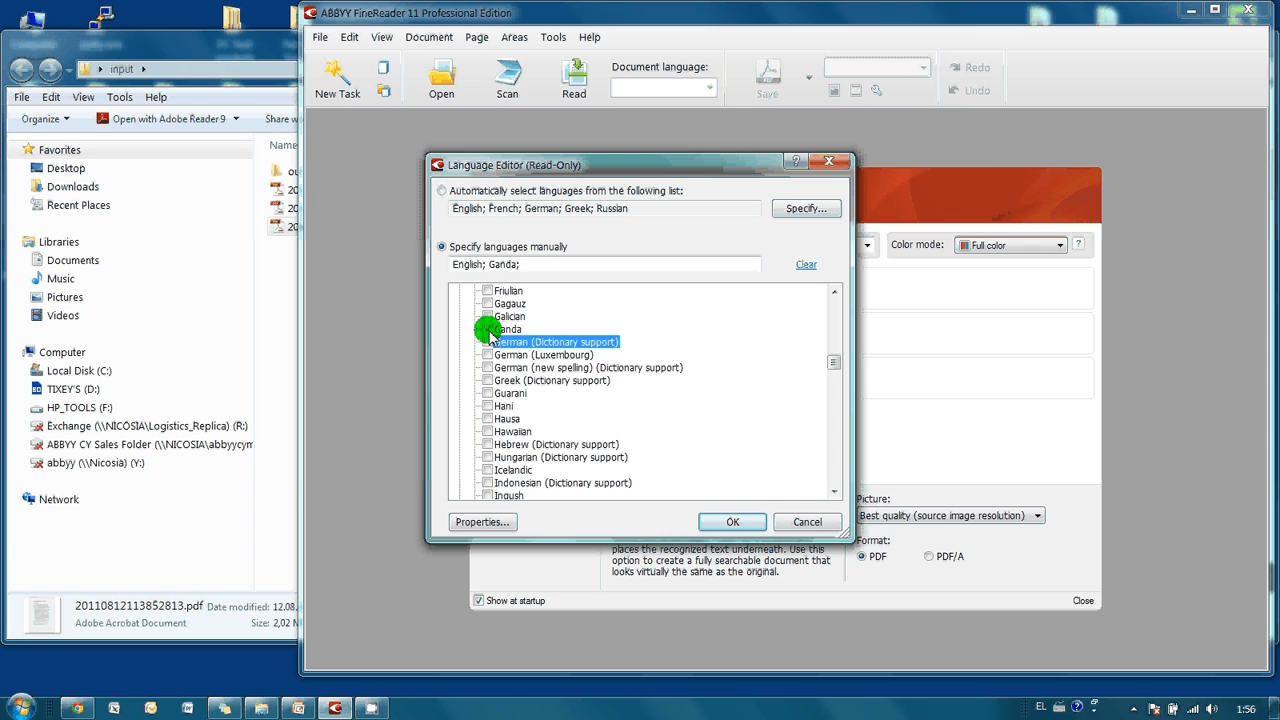 ABBYY FineReader 11 Professional Edition
File Edit View Document Page Areas Tools Help
New Task
Open
Scan
Read
Document language:
Save
Redo
Undo
input
File Edit View Tools Help
Organize
Open with Adobe Reader 9
Share w
Favorites
Desktop
Downloads
Recent Places
Libraries
Documents
Music
Pictures
Videos
Computer
Local Disk (C:)
TIXEY'S (D:)
HP_TOOLS (F:)
Exchange (\\NICOSIA\Logistics_Replica) (R:)
ABBYY CY Sales Folder (\\NICOSIA\abbyycym
abbyy (\\Nicosia) (Y:)
Network
Name
ou
20
20
20
20110812113852813.pdf Date modified: 12.08.
Adobe Acrobat Document Size: 2,02 M
Language Editor (Read-Only)
Automatically select languages from the following list:
English; French; German; Greek; Russian
Specify...
Specify languages manually
English; Ganda;
Clear
Friulian
Gagauz
Galician
Ganda
German (Dictionary support)
German (Luxembourg)
German (new spelling) (Dictionary support)
Greek (Dictionary support)
Guarani
Hani
Hausa
Hawaiian
Hebrew (Dictionary support)
Hungarian (Dictionary support)
Icelandic
Indonesian (Dictionary support)
Ingush
Properties...
OK
Cancel
Color mode:
Full color
Picture:
Best quality (source image resolution)
Format:
PDF
PDF/A
places the recognized text underneath. Use this
option to create a fully searchable document that
looks virtually the same as the original.
Show at startup
Close
EL
1:56